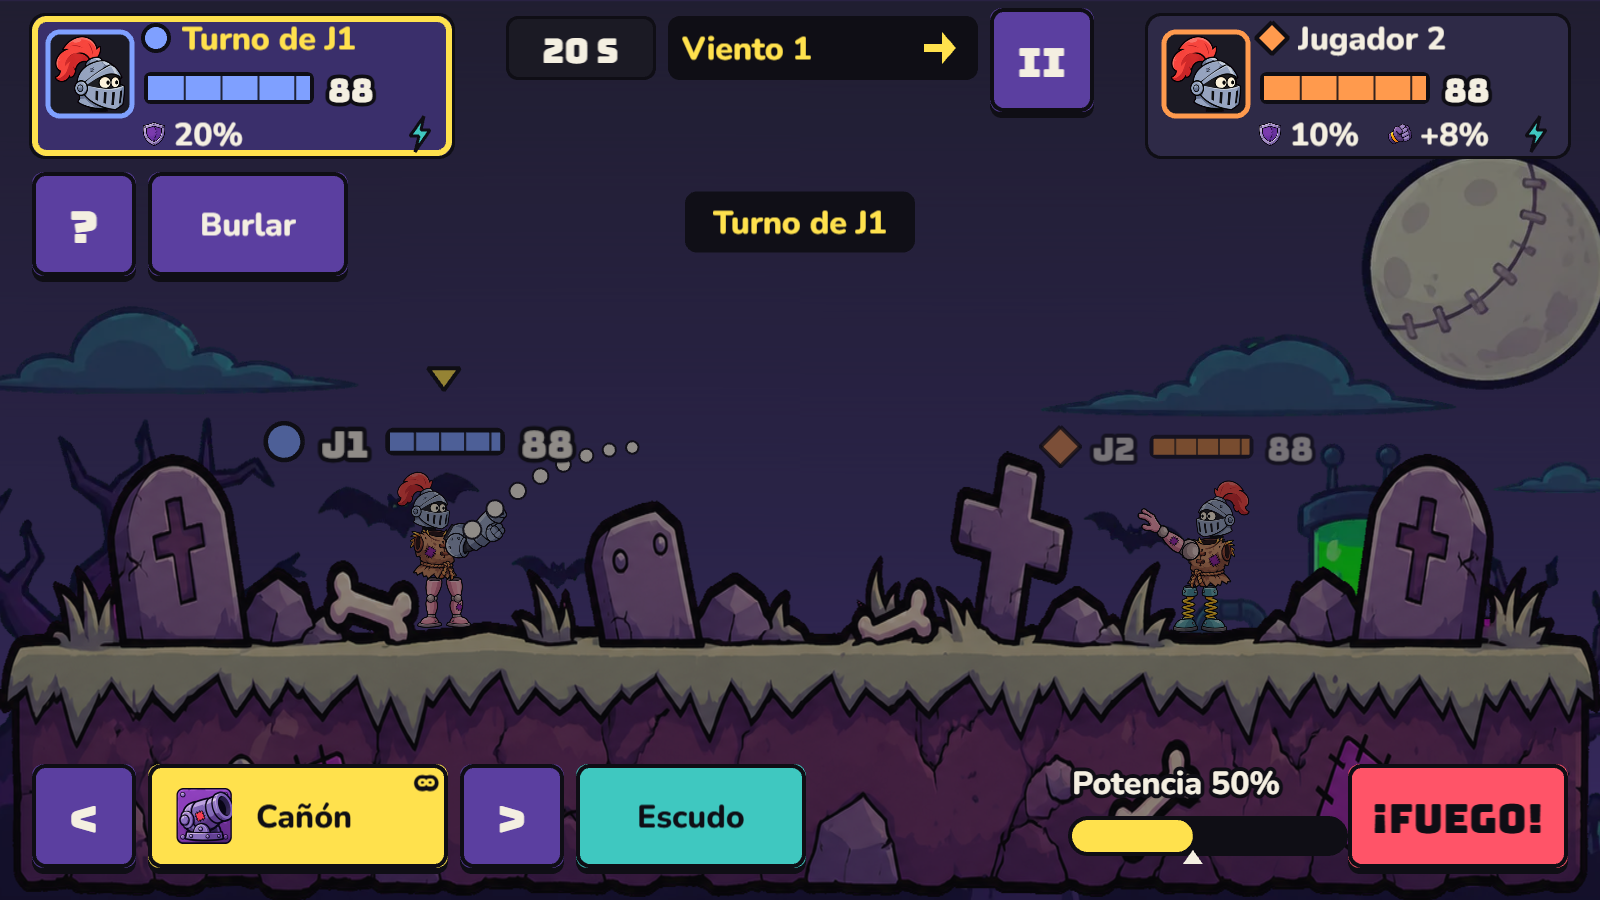 Turno de J1
88
20%
20 S
Viento 1
II
Jugador 2
88
10%
+8%
?
Burlar
Turno de J1
J1
88
J2
88
<
Cañón
∞
>
Escudo
Potencia 50%
¡FUEGO!